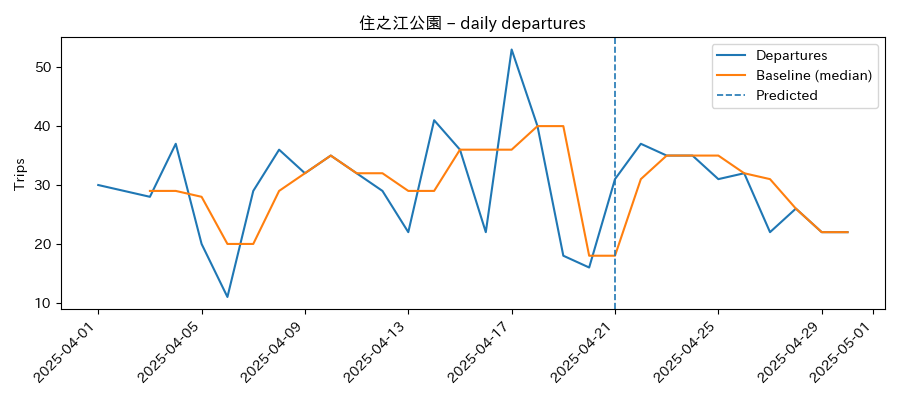 住之江公園 – daily departures
Departures
Baseline (median)
Predicted
Trips
50
40
30
20
10
2025-04-01
2025-04-05
2025-04-09
2025-04-13
2025-04-17
2025-04-21
2025-04-25
2025-04-29
2025-05-01